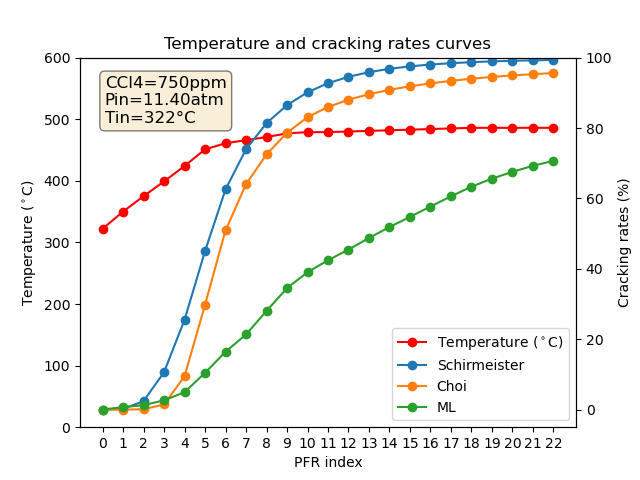 Temperature and cracking rates curves
CCl4=750ppm
Pin=11.40atm
Tin=322°C
600
500
400
300
200
100
0
Temperature (°C)
100
80
60
40
20
0
Cracking rates (%)
Temperature (°C)
Schirmeister
Choi
ML
0 1 2 3 4 5 6 7 8 9 10 11 12 13 14 15 16 17 18 19 20 21 22
PFR index